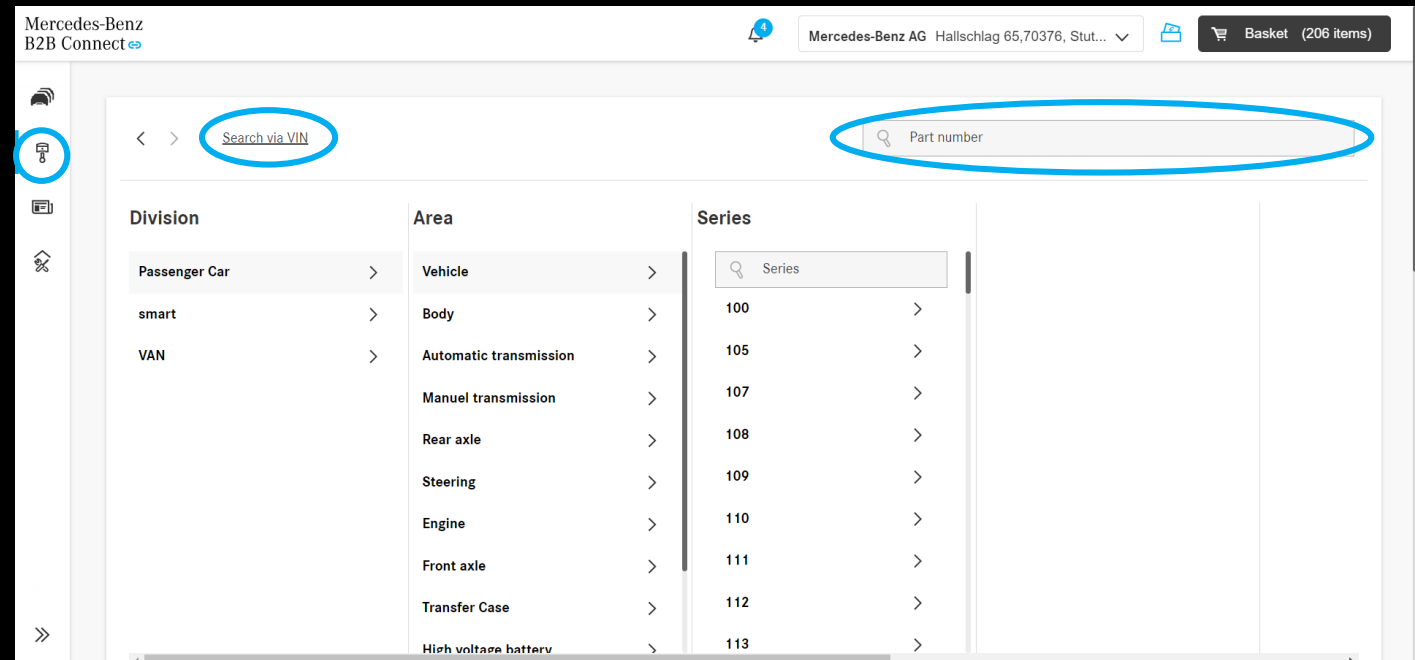 Mercedes-Benz
B2B Connect
4
Mercedes-Benz AG Hallschlag 65,70376, Stut...
Basket (206 items)
Search via VIN
Part number
Division
Area
Series
Passenger Car
smart
VAN
Vehicle
Body
Automatic transmission
Manuel transmission
Rear axle
Steering
Engine
Front axle
Transfer Case
High voltage battery
Series
100
105
107
108
109
110
111
112
113